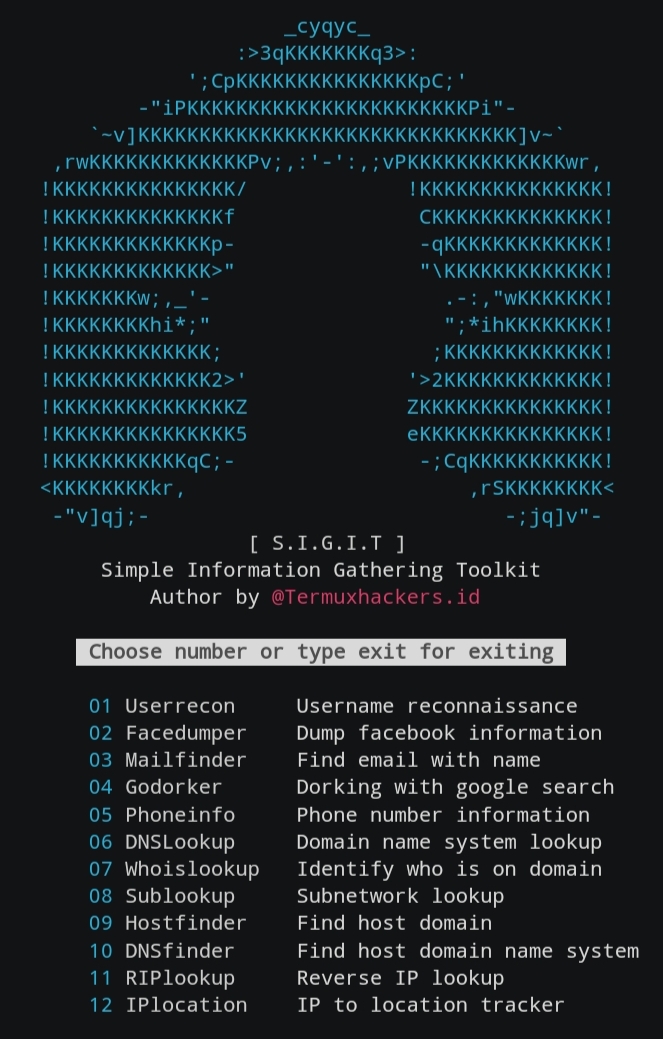 _cyqyc_
:>3qKKKKKKKq3>:
';CpKKKKKKKKKKKKKKKpC;'
-"iPKKKKKKKKKKKKKKKKKKKKKKKPi"-
`~v]KKKKKKKKKKKKKKKKKKKKKKKKKKKKKKK]v~`
,rwKKKKKKKKKKKKKPv;,:'-':,;vPKKKKKKKKKKKKKwr,
!KKKKKKKKKKKKKKK/ !KKKKKKKKKKKKKKK!
!KKKKKKKKKKKKKKf CKKKKKKKKKKKKKK!
!KKKKKKKKKKKKKp- -qKKKKKKKKKKKKK!
!KKKKKKKKKKKKK>" "\KKKKKKKKKKKKK!
!KKKKKKKw;,_'- .-:,"wKKKKKKK!
!KKKKKKKKhi*;" ";*ihKKKKKKKK!
!KKKKKKKKKKKKK; ;KKKKKKKKKKKKK!
!KKKKKKKKKKKKK2>' '>2KKKKKKKKKKKKK!
!KKKKKKKKKKKKKKKZ ZKKKKKKKKKKKKKKK!
!KKKKKKKKKKKKKKK5 eKKKKKKKKKKKKKKK!
!KKKKKKKKKKKqC;- -;CqKKKKKKKKKKK!
<KKKKKKKKkr, ,rSKKKKKKKK<
-"v]qj;- -;jq]v"-
[ S.I.G.I.T ]
Simple Information Gathering Toolkit
Author by @Termuxhackers.id
Choose number or type exit for exiting
01 Userrecon Username reconnaissance
02 Facedumper Dump facebook information
03 Mailfinder Find email with name
04 Godorker Dorking with google search
05 Phoneinfo Phone number information
06 DNSLookup Domain name system lookup
07 Whoislookup Identify who is on domain
08 Sublookup Subnetwork lookup
09 Hostfinder Find host domain
10 DNSfinder Find host domain name system
11 RIPlookup Reverse IP lookup
12 IPlocation IP to location tracker